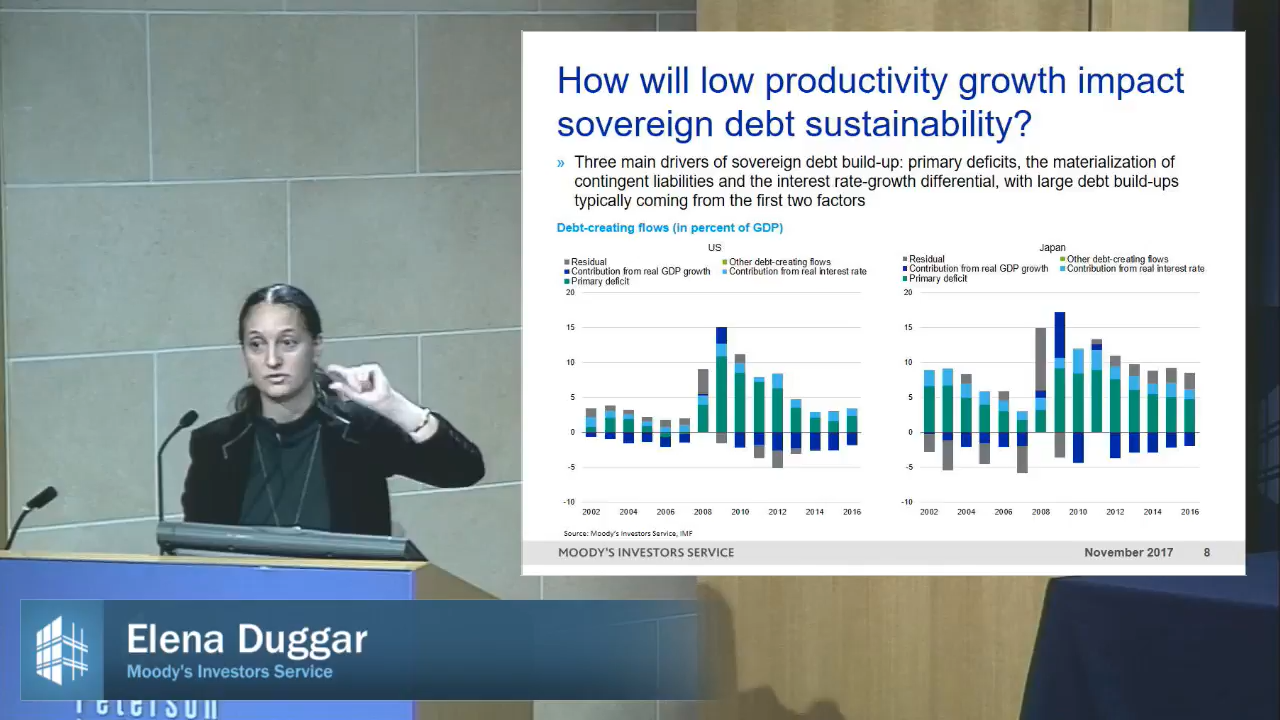 How will low productivity growth impact
sovereign debt sustainability?
» Three main drivers of sovereign debt build-up: primary deficits, the materialization of
contingent liabilities and the interest rate-growth differential, with large debt build-ups
typically coming from the first two factors
Debt-creating flows (in percent of GDP)
US
Residual
Other debt-creating flows
Contribution from real GDP growth
Contribution from real interest rate
Primary deficit
20
15
10
5
0
-5
-10
2002 2004 2006 2008 2010 2012 2014 2016
Japan
Residual
Other debt-creating flows
Contribution from real GDP growth
Contribution from real interest rate
Primary deficit
20
15
10
5
0
-5
-10
2002 2004 2006 2008 2010 2012 2014 2016
Source: Moody's Investors Service, IMF
MOODY'S INVESTORS SERVICE
November 2017 8
Elena Duggar
Moody's Investors Service
Peterson